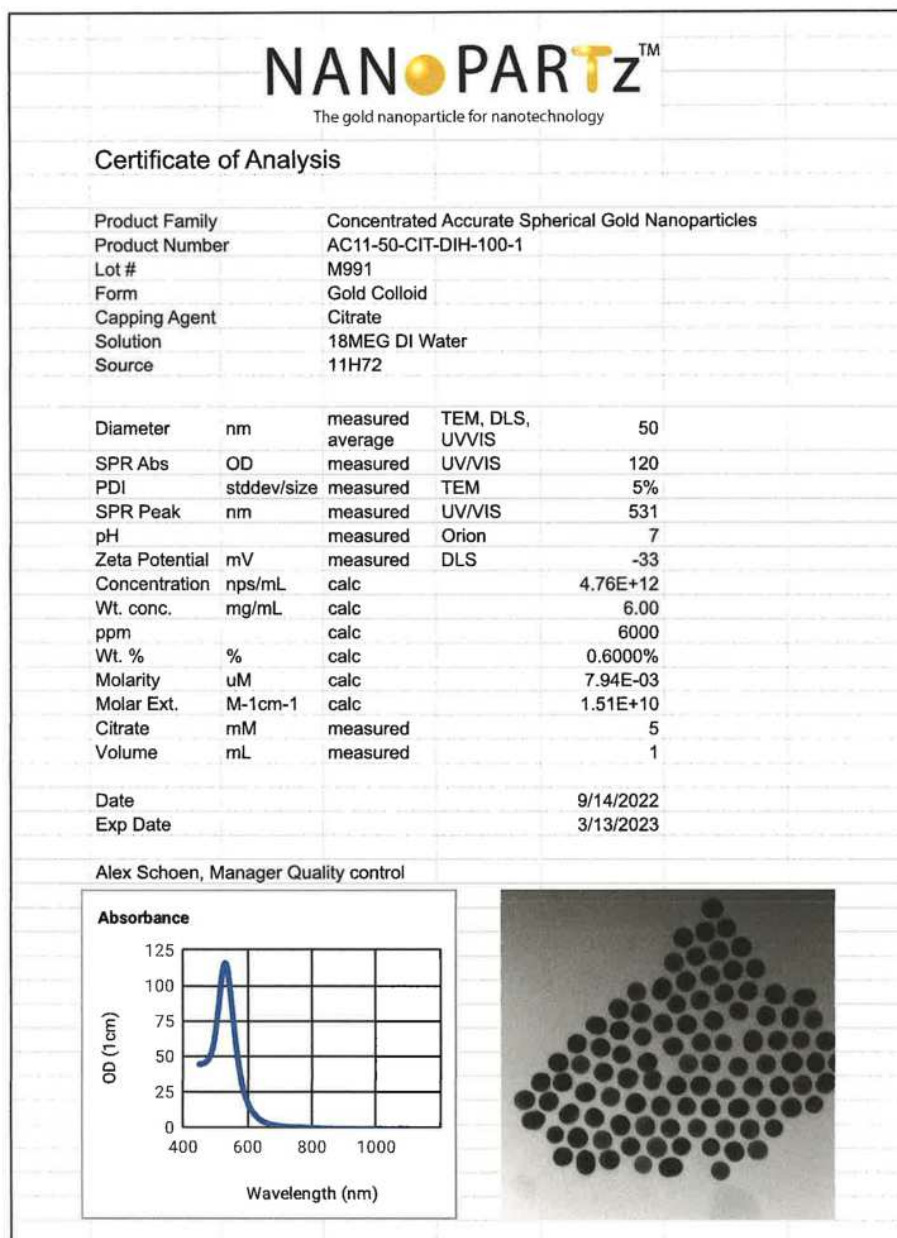 NANOPARTz™
The gold nanoparticle for nanotechnology
Certificate of Analysis
Product Family Concentrated Accurate Spherical Gold Nanoparticles
Product Number AC11-50-CIT-DIH-100-1
Lot # M991
Form Gold Colloid
Capping Agent Citrate
Solution 18MEG DI Water
Source 11H72
Diameter nm measured average TEM, DLS, UVVIS 50
SPR Abs OD measured UV/VIS 120
PDI stddev/size measured TEM 5%
SPR Peak nm measured UV/VIS 531
pH measured Orion 7
Zeta Potential mV measured DLS -33
Concentration nps/mL calc 4.76E+12
Wt. conc. mg/mL calc 6.00
ppm calc 6000
Wt. % % calc 0.6000%
Molarity uM calc 7.94E-03
Molar Ext. M-1cm-1 calc 1.51E+10
Citrate mM measured 5
Volume mL measured 1
Date 9/14/2022
Exp Date 3/13/2023
Alex Schoen, Manager Quality control
Absorbance
125
100
75
50
25
0
OD (1cm)
400 600 800 1000
Wavelength (nm)